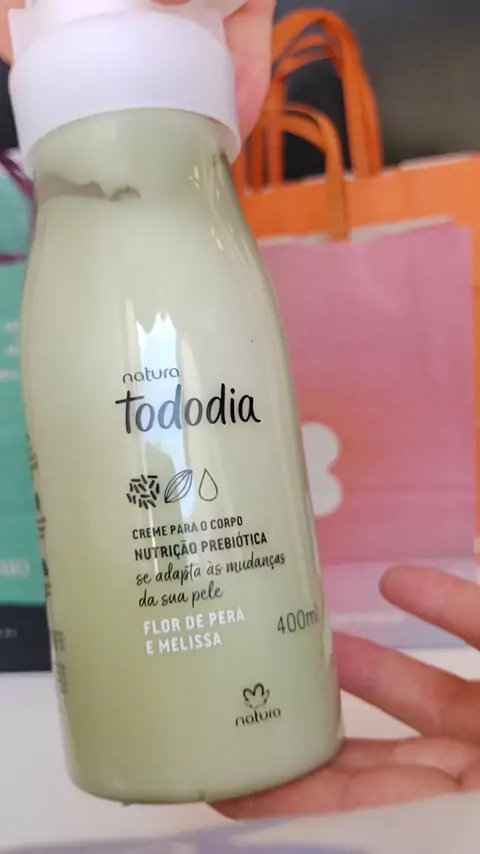 natura
Tododia
CREME PARA O CORPO
NUTRIÇÃO PREBIÓTICA
se adapta às mudanças
da sua pele
FLOR DE PERA
E MELISSA
400ml
natura